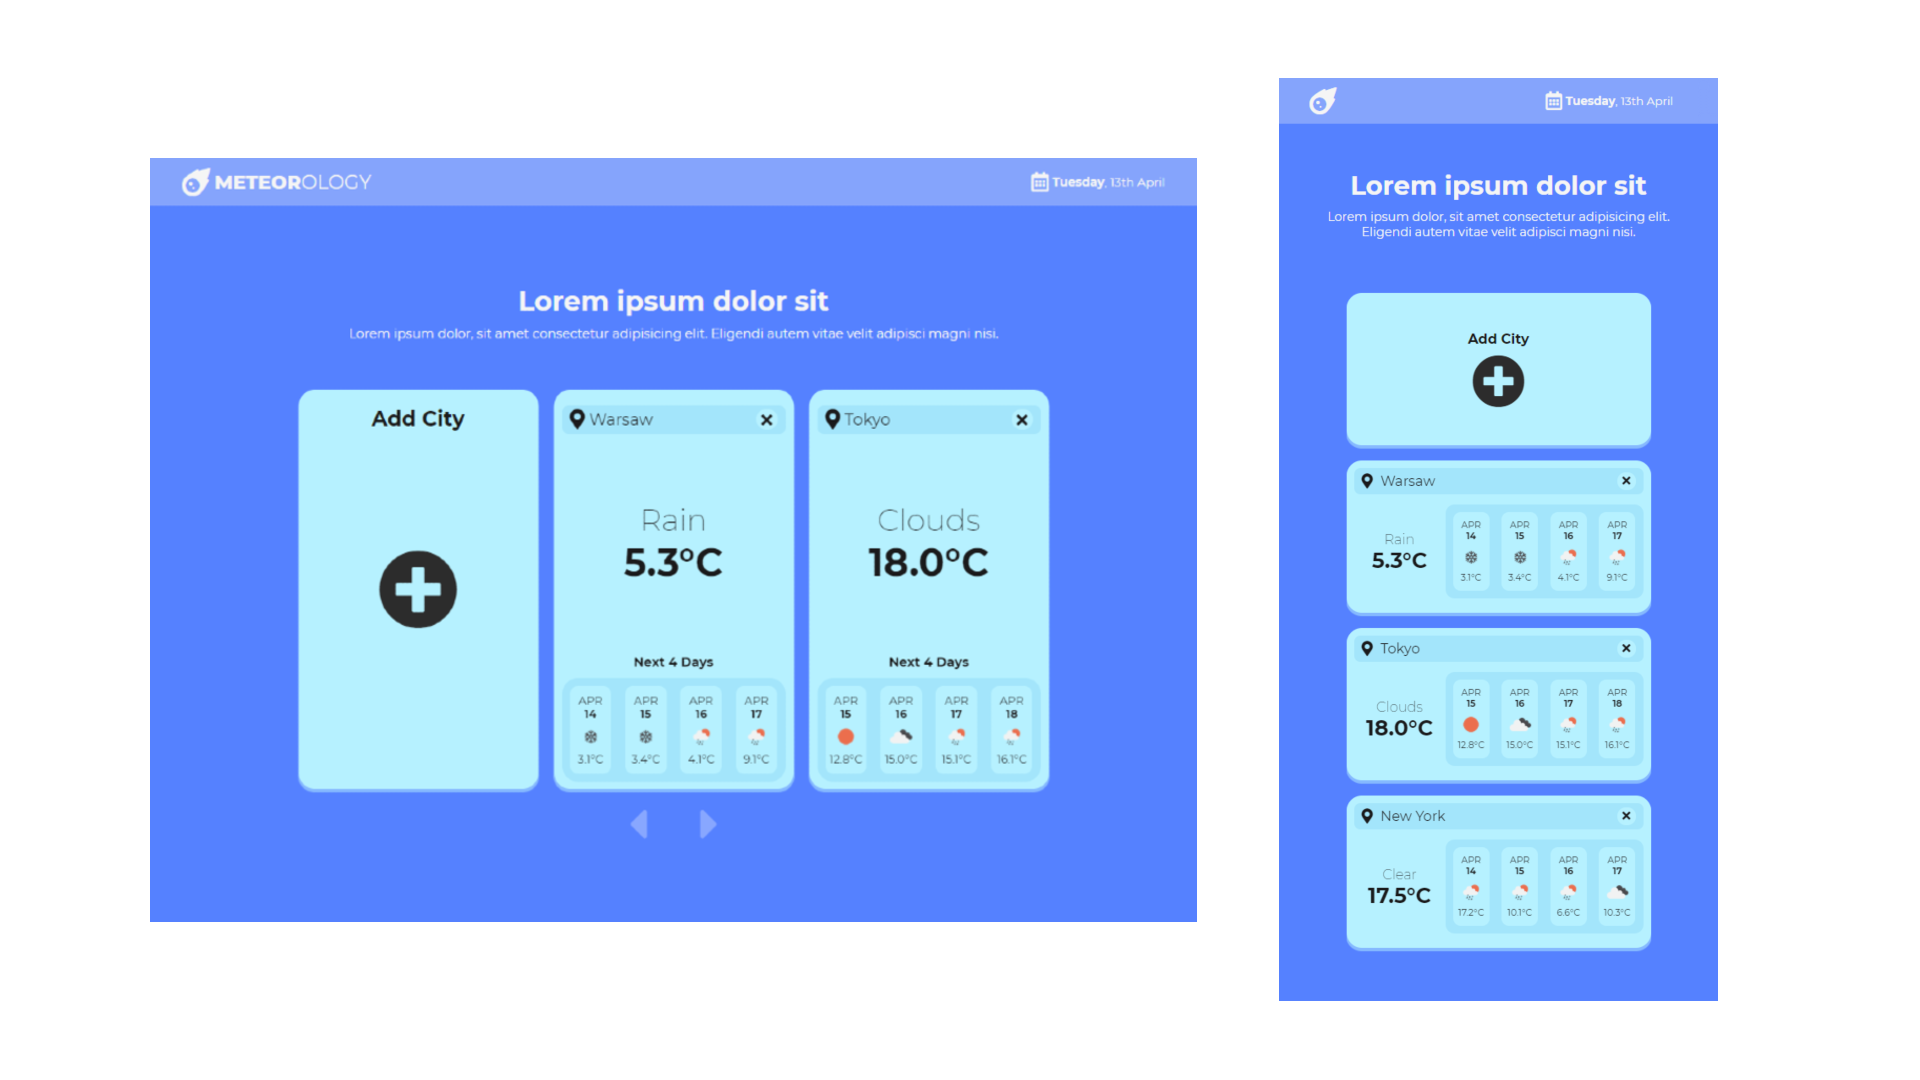 METEOROLOGY
Tuesday, 13th April
Lorem ipsum dolor sit
Lorem ipsum dolor, sit amet consectetur adipisicing elit. Eligendi autem vitae velit adipisci magni nisi.
Add City
Warsaw
Rain
5.3°C
Next 4 Days
APR APR APR APR
14 15 16 17
3.1°C 3.4°C 4.1°C 9.1°C
Tokyo
Clouds
18.0°C
Next 4 Days
APR APR APR APR
15 16 17 18
12.8°C 15.0°C 15.1°C 16.1°C
Tuesday, 13th April
Lorem ipsum dolor sit
Lorem ipsum dolor, sit amet consectetur adipisicing elit.
Eligendi autem vitae velit adipisci magni nisi.
Add City
Warsaw
Rain
5.3°C
APR APR APR APR
14 15 16 17
3.1°C 3.4°C 4.1°C 9.1°C
Tokyo
Clouds
18.0°C
APR APR APR APR
15 16 17 18
12.8°C 15.0°C 15.1°C 16.1°C
New York
Clear
17.5°C
APR APR APR APR
14 15 16 17
17.2°C 10.1°C 6.6°C 10.3°C